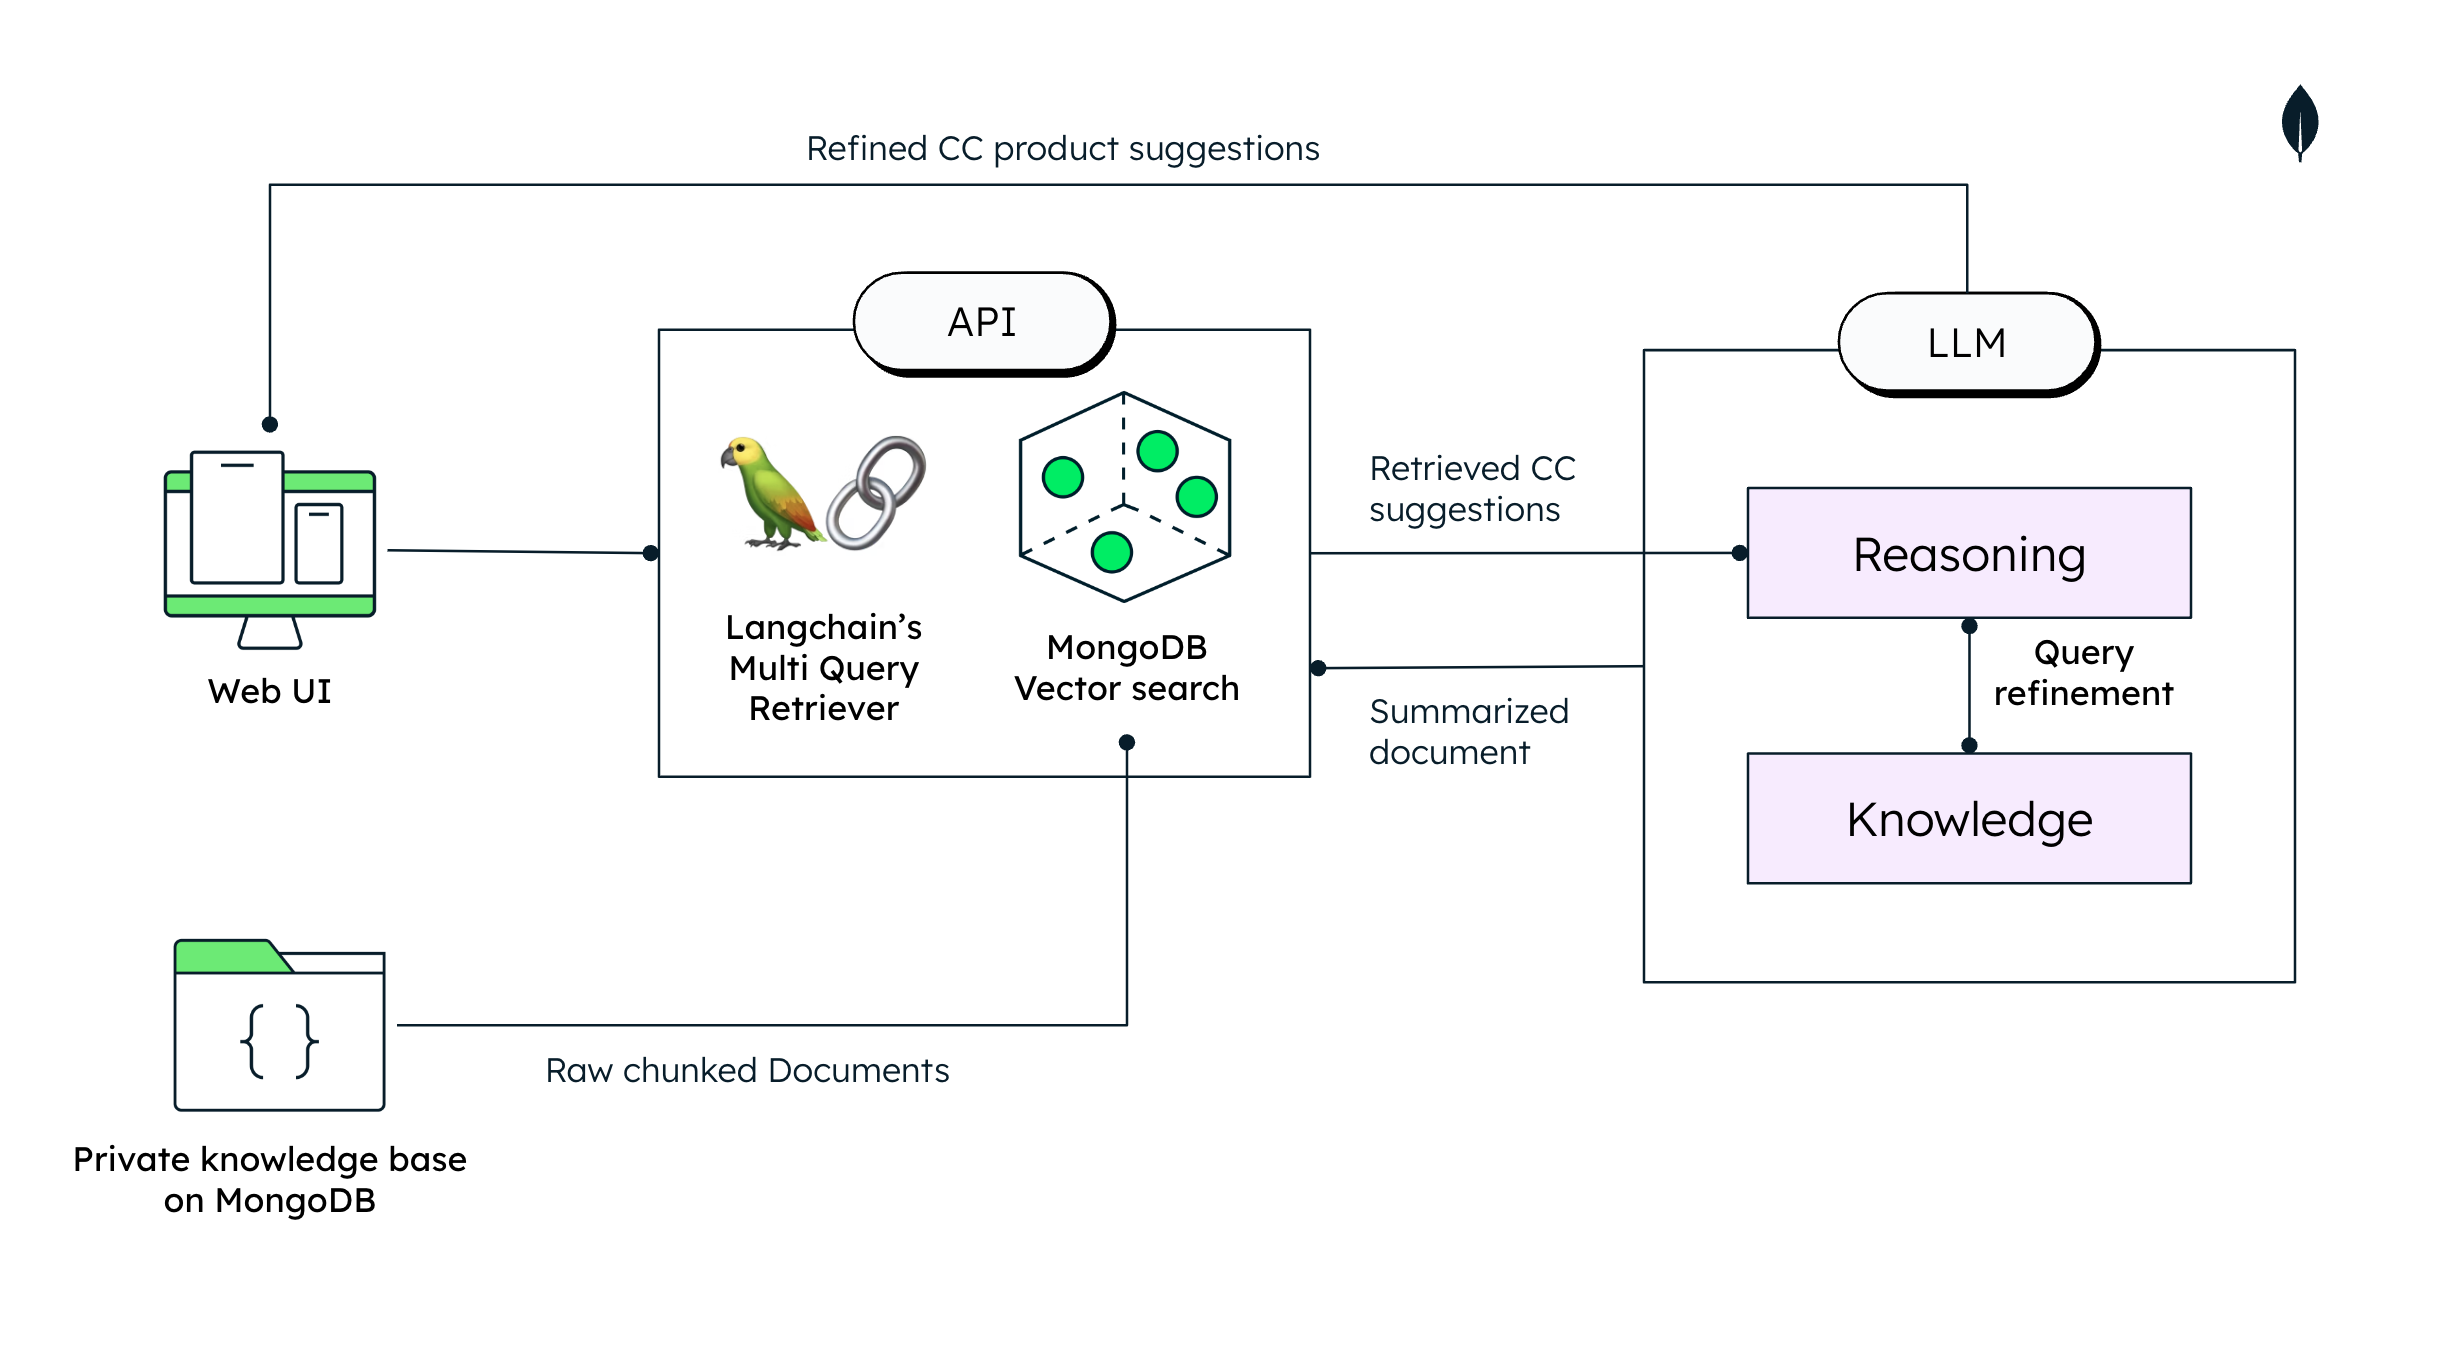 Refined CC product suggestions
API
LLM
Retrieved CC
suggestions
Reasoning
Langchain’s
Multi Query
Retriever
MongoDB
Vector search
Query
refinement
Web UI
Summarized
document
Knowledge
{ }
Raw chunked Documents
Private knowledge base
on MongoDB